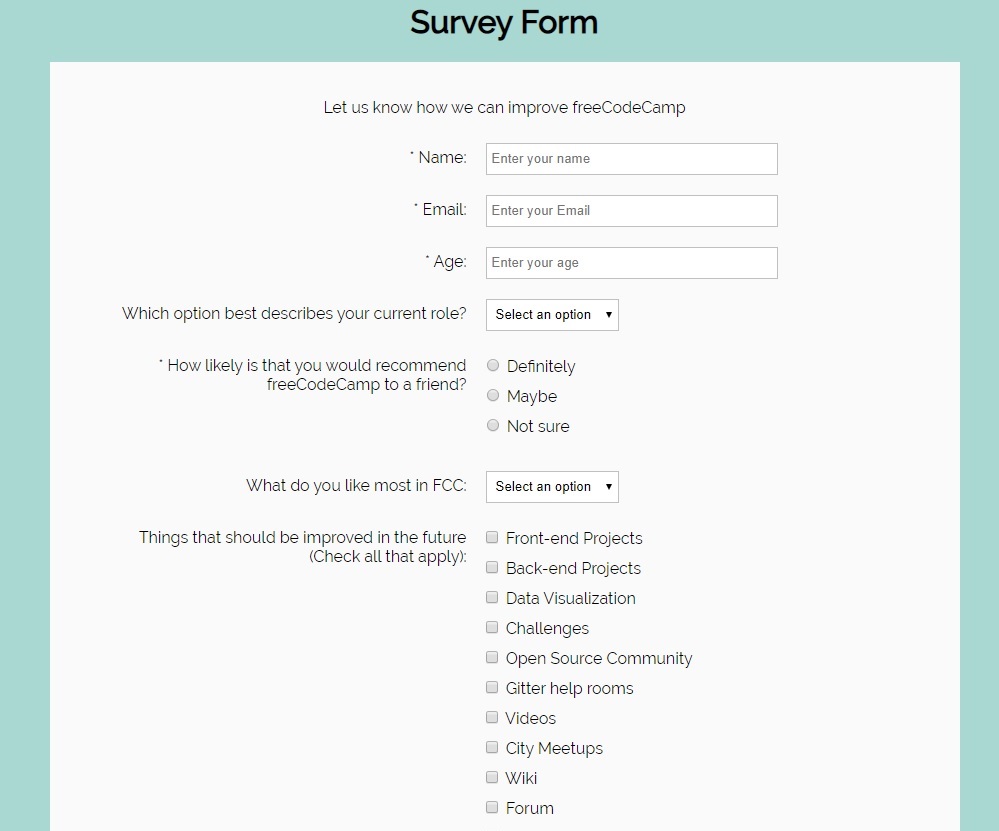 Survey Form
Let us know how we can improve freeCodeCamp
* Name: Enter your name
* Email: Enter your Email
* Age: Enter your age
Which option best describes your current role? Select an option
* How likely is that you would recommend
freeCodeCamp to a friend?
Definitely
Maybe
Not sure
What do you like most in FCC: Select an option
Things that should be improved in the future
(Check all that apply):
Front-end Projects
Back-end Projects
Data Visualization
Challenges
Open Source Community
Gitter help rooms
Videos
City Meetups
Wiki
Forum